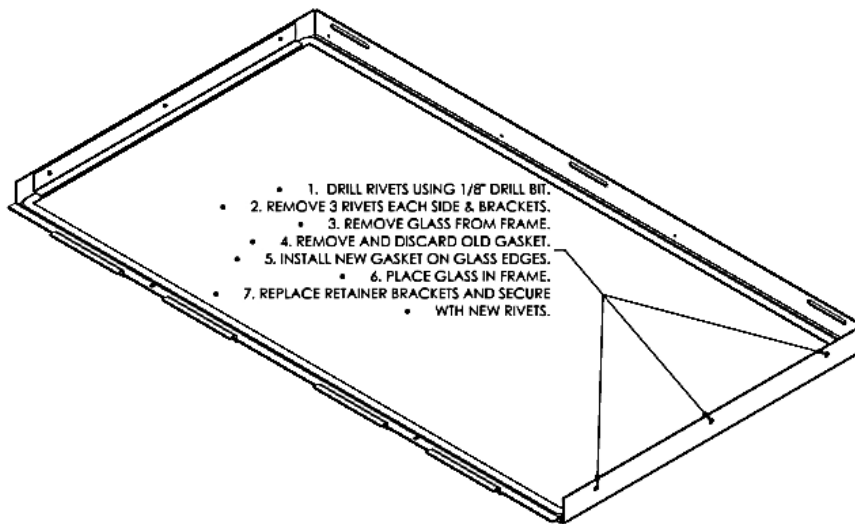 • 1. DRILL RIVETS USING 1/8" DRILL BIT.
• 2. REMOVE 3 RIVETS EACH SIDE & BRACKETS.
• 3. REMOVE GLASS FROM FRAME.
• 4. REMOVE AND DISCARD OLD GASKET.
• 5. INSTALL NEW GASKET ON GLASS EDGES.
• 6. PLACE GLASS IN FRAME.
• 7. REPLACE RETAINER BRACKETS AND SECURE
• WTH NEW RIVETS.